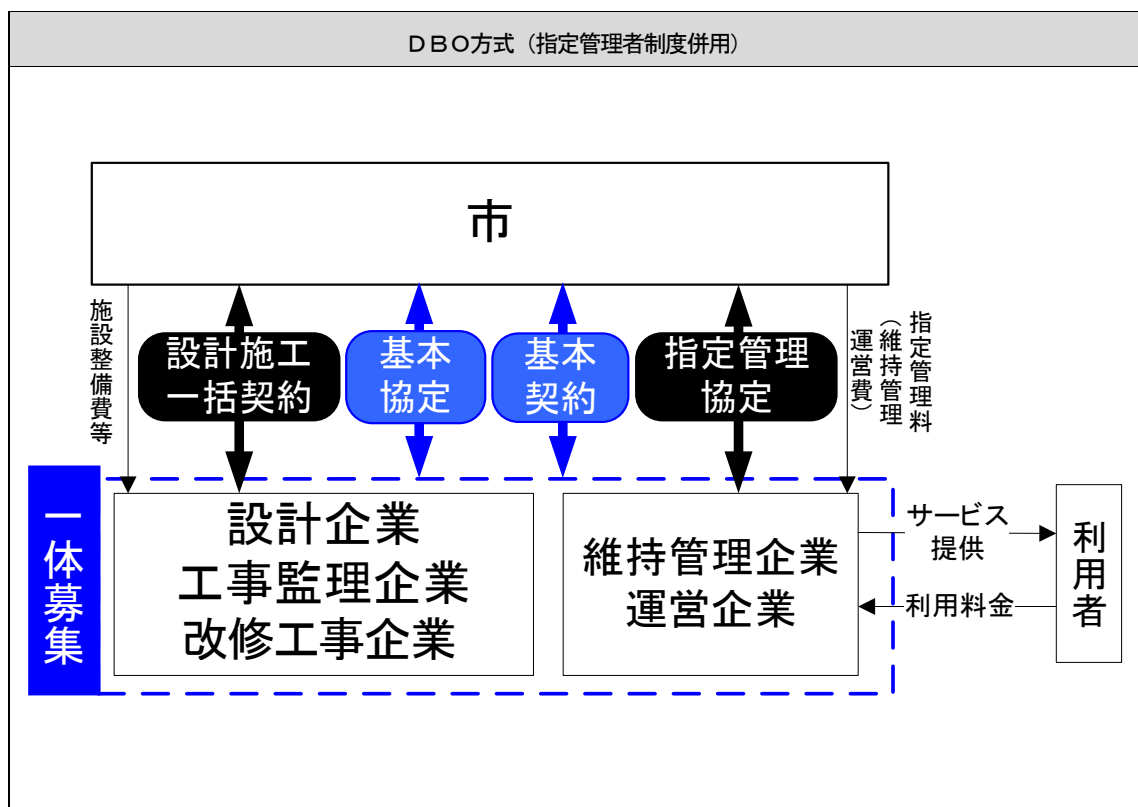 DBO方式（指定管理者制度併用）
市
施設整備費等
設計施工
一括契約
基本
協定
基本
契約
指定管理
協定
指定管理料
（維持管理
運営費）
一体募集
設計企業
工事監理企業
改修工事企業
維持管理企業
運営企業
サービス
提供
利用料金
利用者